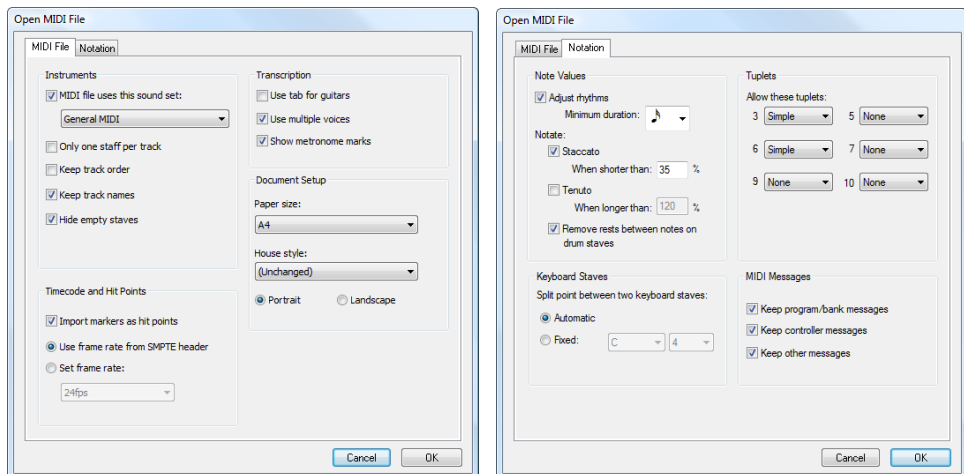 Open MIDI File
MIDI File Notation
Instruments
MIDI file uses this sound set:
General MIDI
Only one staff per track
Keep track order
Keep track names
Hide empty staves
Timecode and Hit Points
Import markers as hit points
Use frame rate from SMPTE header
Set frame rate:
24fps
Transcription
Use tab for guitars
Use multiple voices
Show metronome marks
Document Setup
Paper size:
A4
House style:
(Unchanged)
Portrait Landscape
Cancel OK
Open MIDI File
MIDI File Notation
Note Values
Adjust rhythms
Minimum duration:
Notate:
Staccato
When shorter than: 35 %
Tenuto
When longer than: 120 %
Remove rests between notes on
drum staves
Tuplets
Allow these tuplets:
3 Simple 5 None
6 Simple 7 None
9 None 10 None
Keyboard Staves
Split point between two keyboard staves:
Automatic
Fixed: C 4
MIDI Messages
Keep program/bank messages
Keep controller messages
Keep other messages
Cancel OK